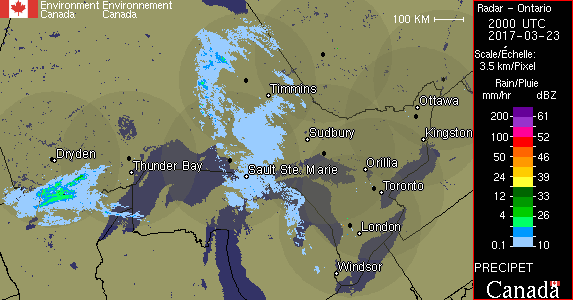 Environment Environnement
Canada Canada
100 KM
Timmins
Ottawa
Sudbury
Kingston
Dryden
Thunder Bay
Sault Ste. Marie
Orillia
Toronto
London
Windsor
Radar - Ontario
2000 UTC
2017-03-23
Scale/Échelle:
3.5 km/Pixel
Rain/Pluie
mm/hr dBZ
200 61
100 52
50 46
24 39
12 33
4 26
0.1 10
PRECIPET
Canada